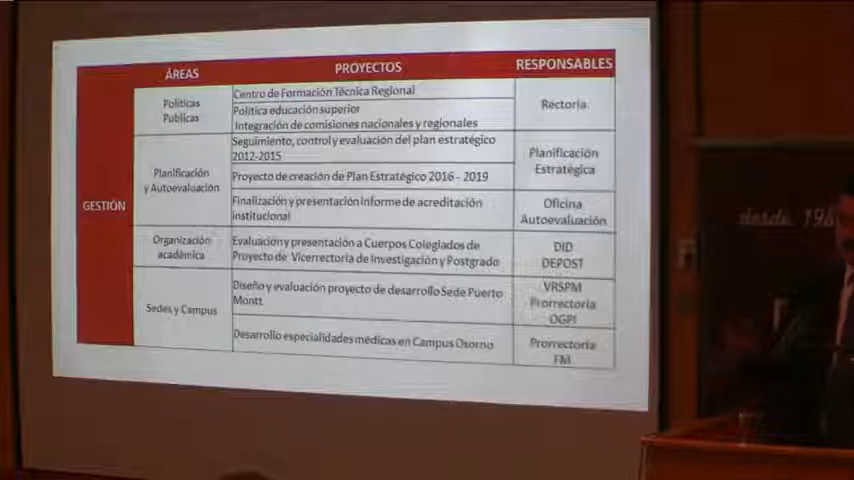 ÁREAS PROYECTOS RESPONSABLES
GESTIÓN
Políticas
Públicas
Centro de Formación Técnica Regional
Política educación superior
Integración de comisiones nacionales y regionales
Rectoría.
Planificación
y Autoevaluación
Seguimiento, control y evaluación del plan estratégico
2012-2015
Proyecto de creación de Plan Estratégico 2016 - 2019
Planificación
Estratégica
Finalización y presentación Informe de acreditación
institucional
Oficina
Autoevaluación
Organización
académica
Evaluación y presentación a Cuerpos Colegiados de
Proyecto de Vicerrectoría de Investigación y Postgrado
DID
DEPOST
Sedes y Campus
Diseño y evaluación proyecto de desarrollo Sede Puerto
Montt
VRSPM
Prorrectoría
OGPI
Desarrollo especialidades médicas en Campus Osorno
Prorrectoría
FM
desde